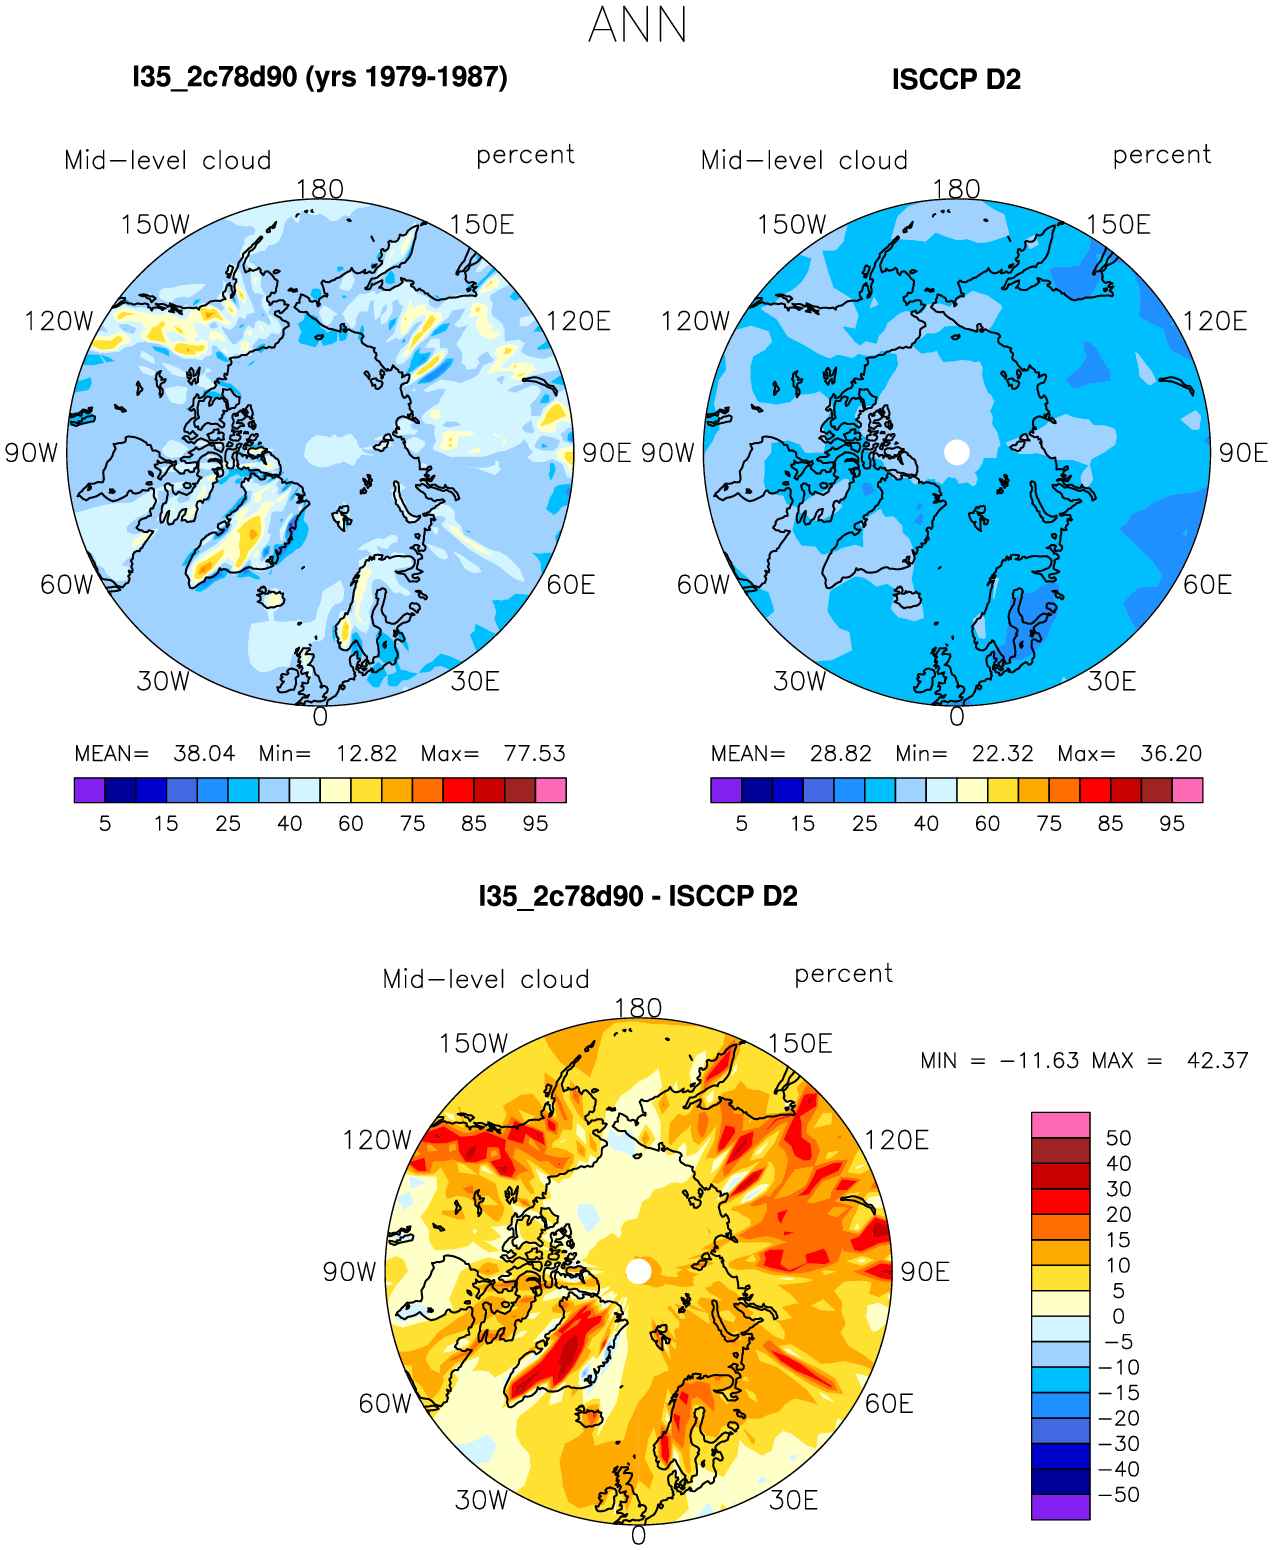 ANN
I35_2c78d90 (yrs 1979-1987)
Mid-level cloud percent
180
150W 150E
120W 120E
90W 90E
60W 60E
30W 30E
0
MEAN= 38.04 Min= 12.82 Max= 77.53
5 15 25 40 60 75 85 95
ISCCP D2
Mid-level cloud percent
180
150W 150E
120W 120E
90W 90E
60W 60E
30W 30E
0
MEAN= 28.82 Min= 22.32 Max= 36.20
5 15 25 40 60 75 85 95
I35_2c78d90 - ISCCP D2
Mid-level cloud percent
180
150W 150E
120W 120E
90W 90E
60W 60E
30W 30E
0
MIN = -11.63 MAX = 42.37
50
40
30
20
15
10
5
0
-5
-10
-15
-20
-30
-40
-50